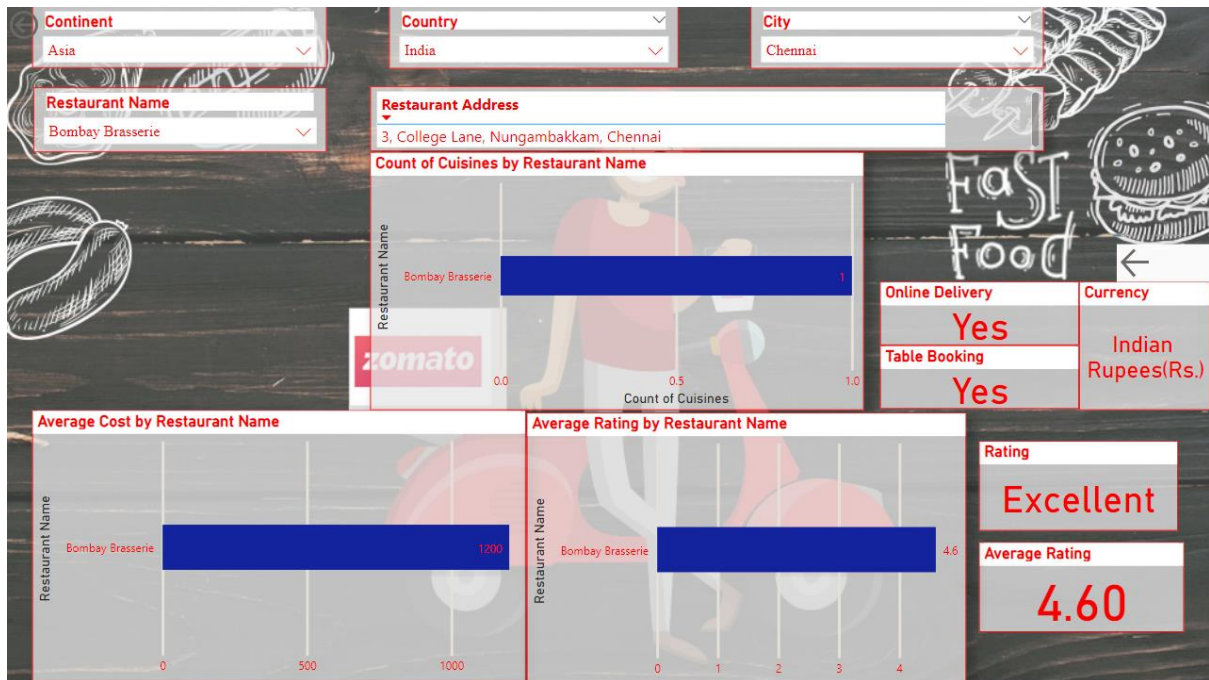 Continent
Asia
Country
India
City
Chennai
Restaurant Name
Bombay Brasserie
Restaurant Address
3, College Lane, Nungambakkam, Chennai
Count of Cuisines by Restaurant Name
Restaurant Name
Bombay Brasserie
1
0.0 0.5 1.0
Count of Cuisines
FaST
FooD
zomato
Online Delivery
Yes
Table Booking
Yes
Currency
Indian
Rupees(Rs.)
Average Cost by Restaurant Name
Restaurant Name
Bombay Brasserie
1200
0 500 1000
Average Rating by Restaurant Name
Restaurant Name
Bombay Brasserie
4.6
0 1 2 3 4
Rating
Excellent
Average Rating
4.60